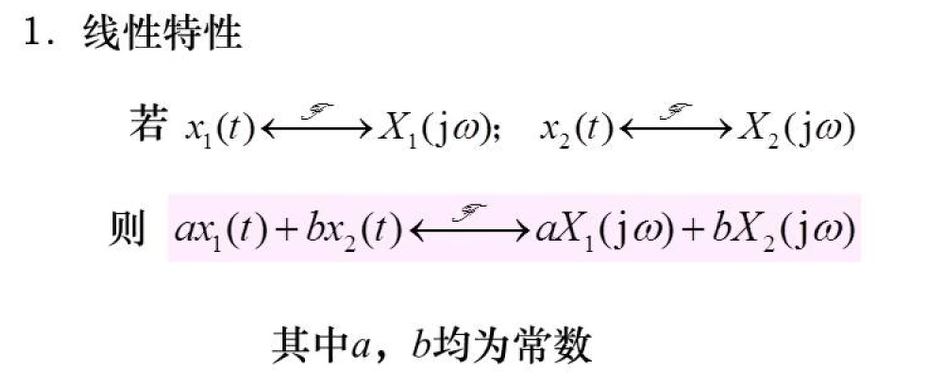 1. 线性特性
若 x₁(t) ⟷ℱ X₁(jω); x₂(t) ⟷ℱ X₂(jω)
则 ax₁(t)+bx₂(t) ⟷ℱ aX₁(jω)+bX₂(jω)
其中a，b均为常数